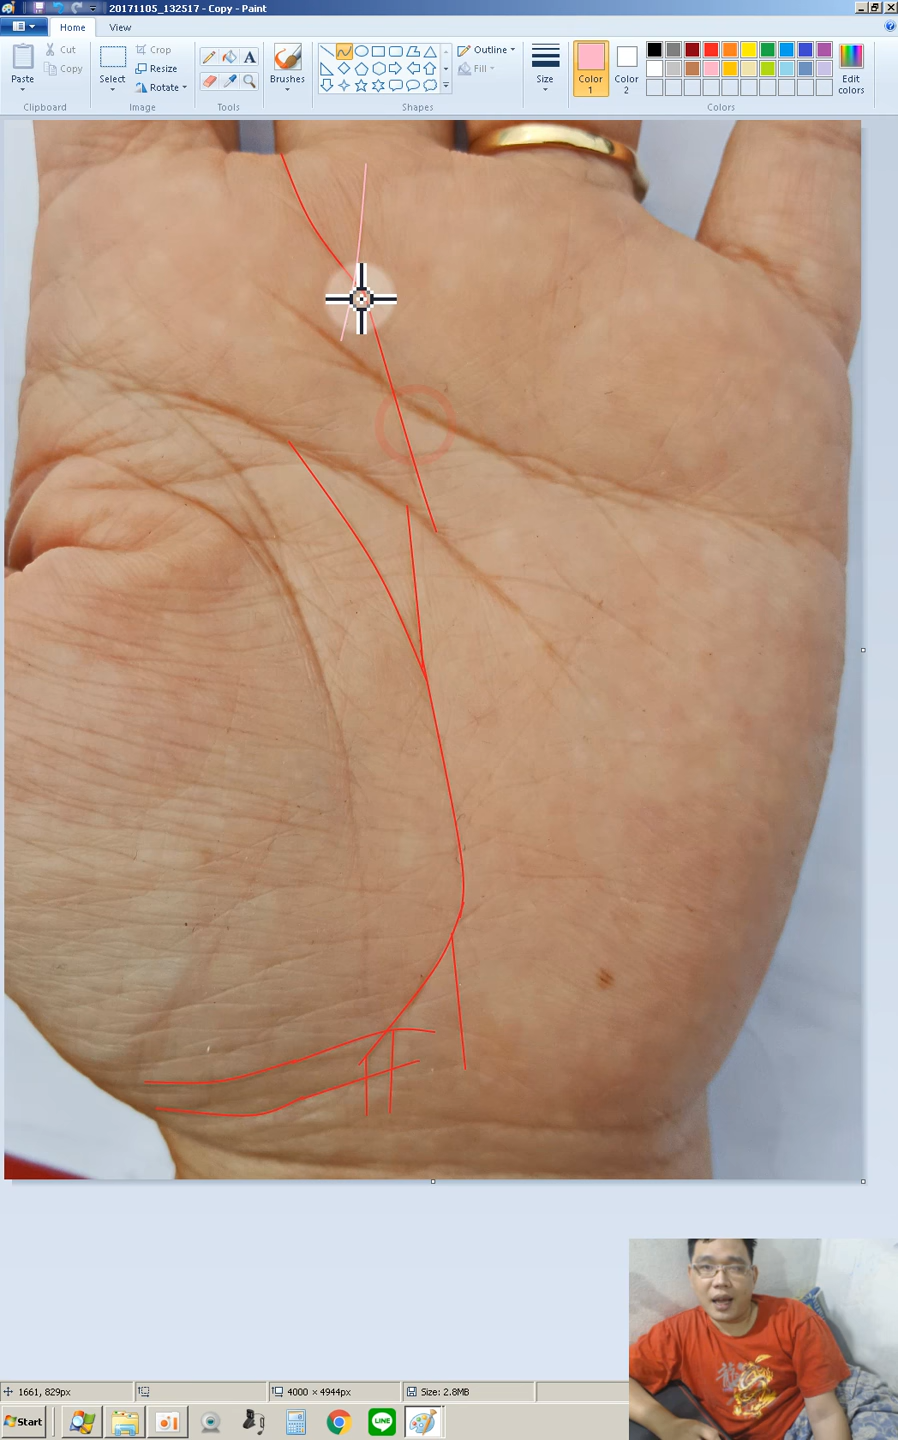 20171105_132517 - Copy - Paint
Home
View
Paste
Cut
Copy
Clipboard
Select
Crop
Resize
Rotate
Image
A
Tools
Brushes
Outline
Fill
Shapes
Size
Color
1
Color
2
Edit
colors
Colors
1661, 829px
4000 × 4944px
Size: 2.8MB
Start
LINE